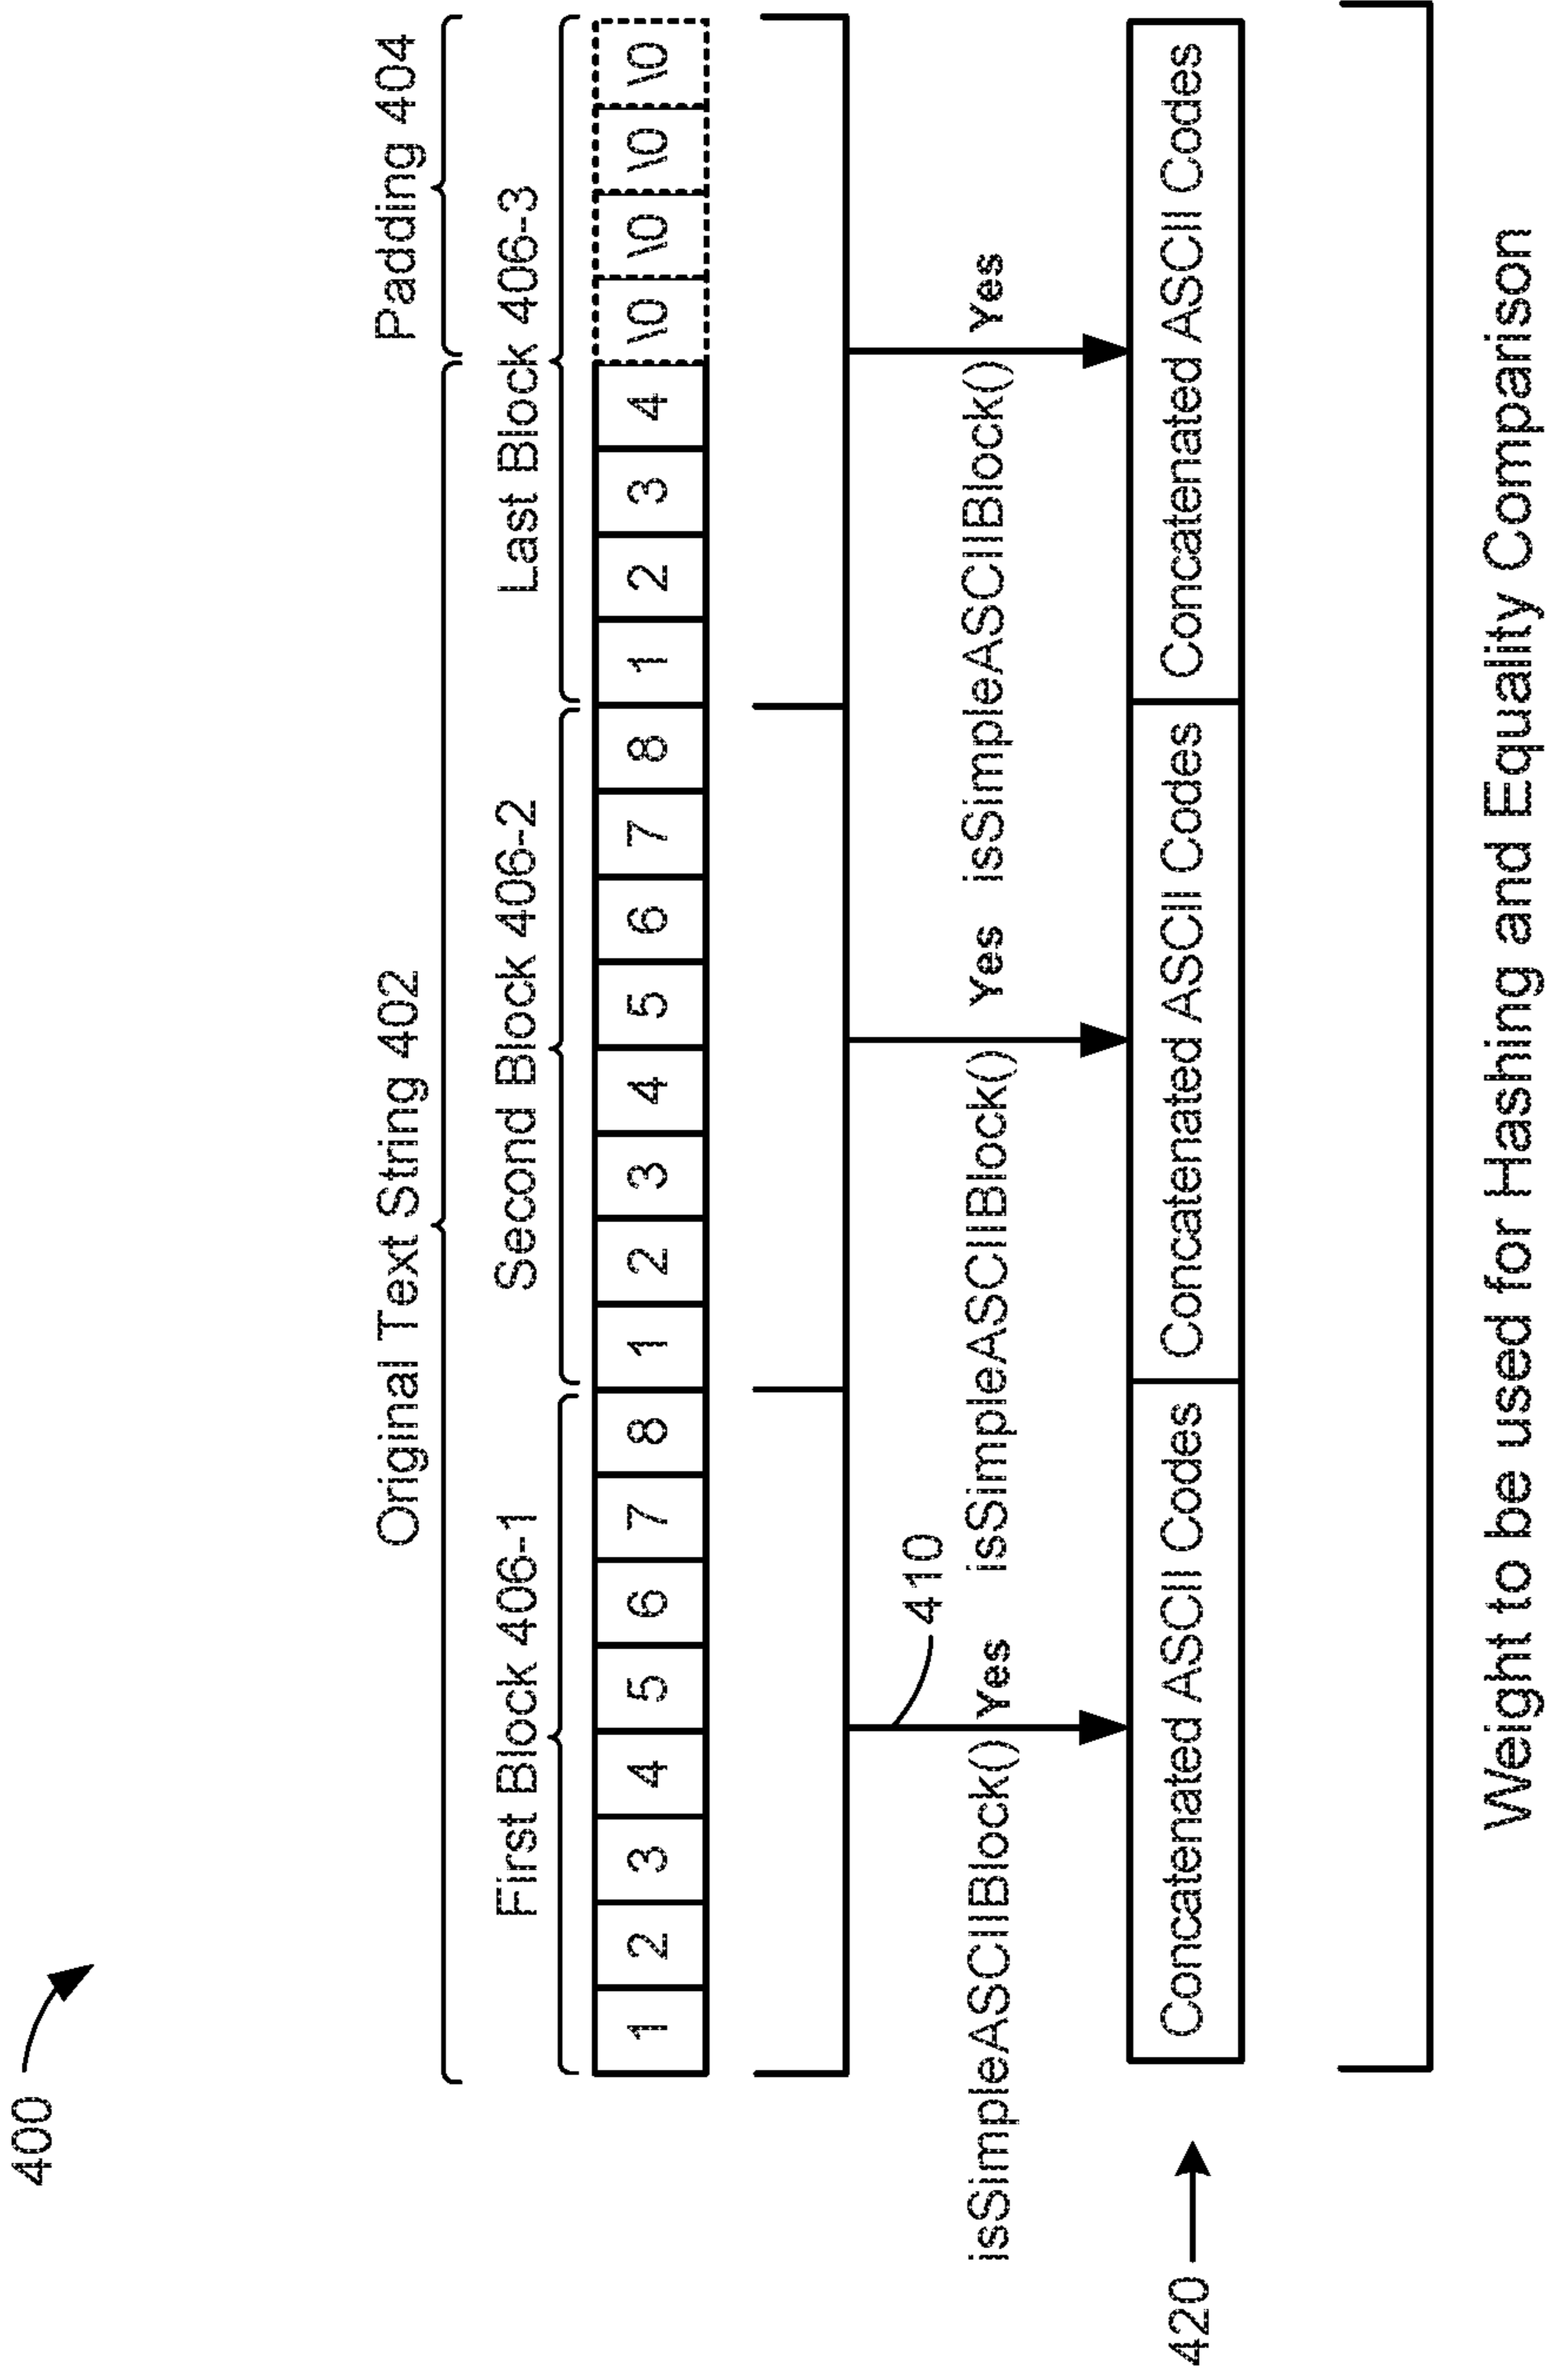 400
Original Text String 402 Padding 404
First Block 406-1 Second Block 406-2 Last Block 406-3
1 2 3 4 5 6 7 8 1 2 3 4 5 6 7 8 1 2 3 4 \0 \0 \0 \0
410
isSimpleASCIIBlock() Yes isSimpleASCIIBlock() Yes isSimpleASCIIBlock() Yes
420 Concatenated ASCII Codes Concatenated ASCII Codes Concatenated ASCII Codes
Weight to be used for Hashing and Equality Comparison